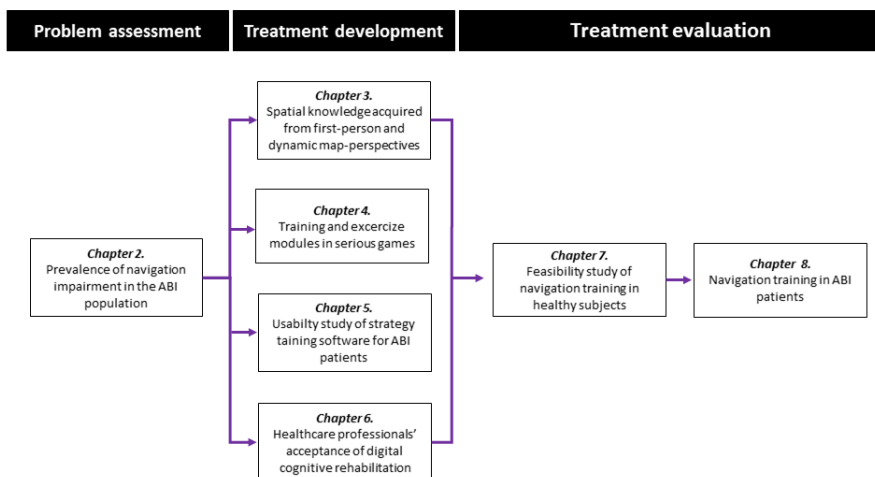 Problem assessment
Treatment development
Treatment evaluation
Chapter 2.
Prevalence of navigation
impairment in the ABI
population
Chapter 3.
Spatial knowledge acquired
from first-person and
dynamic map-perspectives
Chapter 4.
Training and excercize
modules in serious games
Chapter 5.
Usabilty study of strategy
taining software for ABI
patients
Chapter 6.
Healthcare professionals’
acceptance of digital
cognitive rehabilitation
Chapter 7.
Feasibility study of
navigation training in
healthy subjects
Chapter 8.
Navigation training in ABI
patients